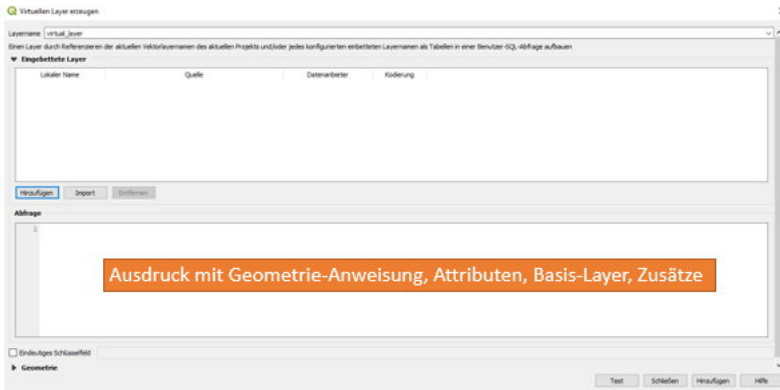 Virtuellen Layer erzeugen
Layername virtual_layer
Einen Layer durch Referenzieren der aktuellen Vektorlayernamen des aktuellen Projekts und/oder jedes konfigurierten eingebetteten Layernamen als Tabellen in einer Benutzer-SQL-Abfrage aufbauen
Eingebettete Layer
Lokaler Name Quelle Datenanbieter Kodierung
Hinzufügen Import Entfernen
Abfrage
1
Ausdruck mit Geometrie-Anweisung, Attributen, Basis-Layer, Zusätze
Eindeutiges Schlüsselfeld
Geometrie
Test Schließen Hinzufügen Hilfe